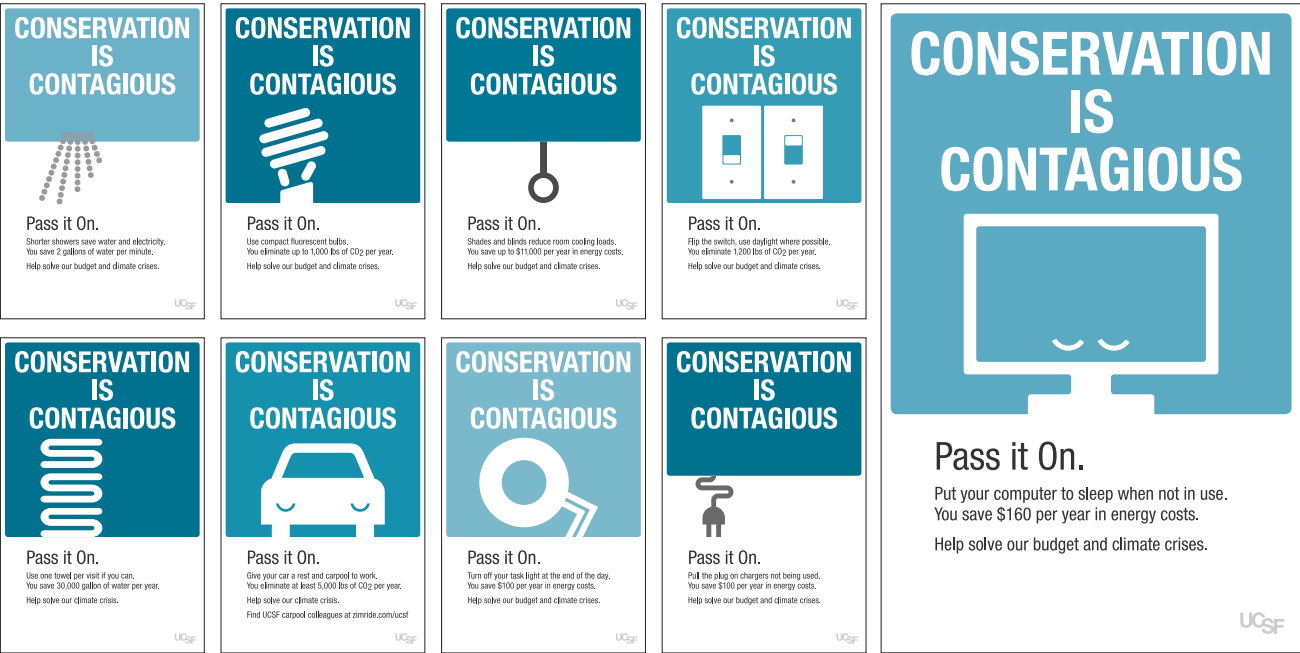 CONSERVATION
IS
CONTAGIOUS
Pass it On.
Shorter showers save water and electricity.
You save 2 gallons of water per minute.
Help solve our budget and climate crises.
UCSF
CONSERVATION
IS
CONTAGIOUS
Pass it On.
Use compact fluorescent bulbs.
You eliminate up to 1,000 lbs of CO2 per year.
Help solve our budget and climate crises.
UCSF
CONSERVATION
IS
CONTAGIOUS
Pass it On.
Shades and blinds reduce room cooling loads.
You save up to $11,000 per year in energy costs.
Help solve our budget and climate crises.
UCSF
CONSERVATION
IS
CONTAGIOUS
Pass it On.
Flip the switch, use daylight where possible.
You eliminate 1,200 lbs of CO2 per year.
Help solve our budget and climate crises.
UCSF
CONSERVATION
IS
CONTAGIOUS
Pass it On.
Put your computer to sleep when not in use.
You save $160 per year in energy costs.
Help solve our budget and climate crises.
UCSF
CONSERVATION
IS
CONTAGIOUS
Pass it On.
Use one towel per visit if you can.
You save 30,000 gallon of water per year.
Help solve our climate crisis.
UCSF
CONSERVATION
IS
CONTAGIOUS
Pass it On.
Give your car a rest and carpool to work.
You eliminate at least 5,000 lbs of CO2 per year.
Help solve our climate crisis.
Find UCSF carpool colleagues at zimride.com/ucsf
UCSF
CONSERVATION
IS
CONTAGIOUS
Pass it On.
Turn off your task light at the end of the day.
You save $100 per year in energy costs.
Help solve our budget and climate crises.
UCSF
CONSERVATION
IS
CONTAGIOUS
Pass it On.
Pull the plug on chargers not being used.
You save $100 per year in energy costs.
Help solve our budget and climate crises.
UCSF